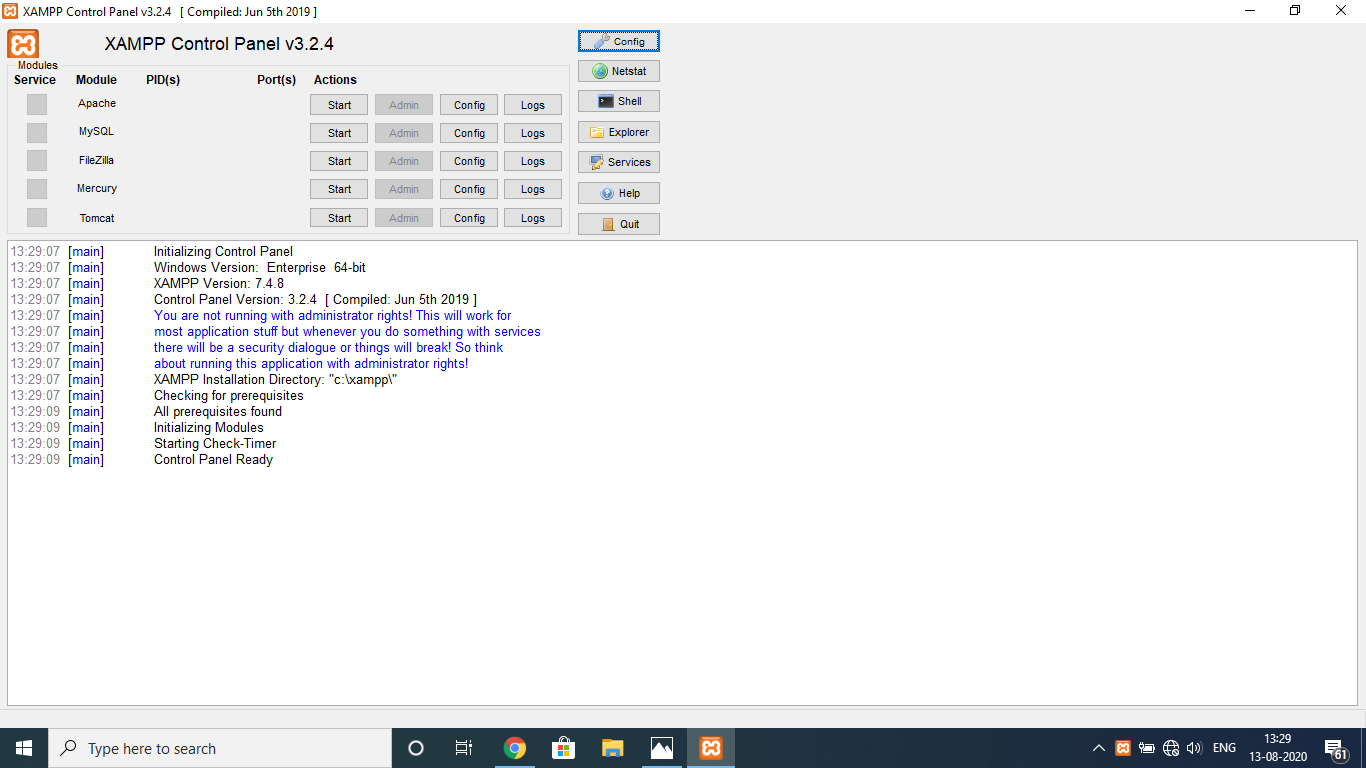 XAMPP Control Panel v3.2.4 [ Compiled: Jun 5th 2019 ]
XAMPP Control Panel v3.2.4
Config
Modules
Service Module PID(s) Port(s) Actions
Netstat
Apache Start Admin Config Logs
Shell
MySQL Start Admin Config Logs
Explorer
FileZilla Start Admin Config Logs
Services
Mercury Start Admin Config Logs
Help
Tomcat Start Admin Config Logs
Quit
13:29:07 [main] Initializing Control Panel
13:29:07 [main] Windows Version: Enterprise 64-bit
13:29:07 [main] XAMPP Version: 7.4.8
13:29:07 [main] Control Panel Version: 3.2.4 [ Compiled: Jun 5th 2019 ]
13:29:07 [main] You are not running with administrator rights! This will work for
13:29:07 [main] most application stuff but whenever you do something with services
13:29:07 [main] there will be a security dialogue or things will break! So think
13:29:07 [main] about running this application with administrator rights!
13:29:07 [main] XAMPP Installation Directory: "c:\xampp\"
13:29:07 [main] Checking for prerequisites
13:29:09 [main] All prerequisites found
13:29:09 [main] Initializing Modules
13:29:09 [main] Starting Check-Timer
13:29:09 [main] Control Panel Ready
Type here to search
ENG
13:29
13-08-2020
61